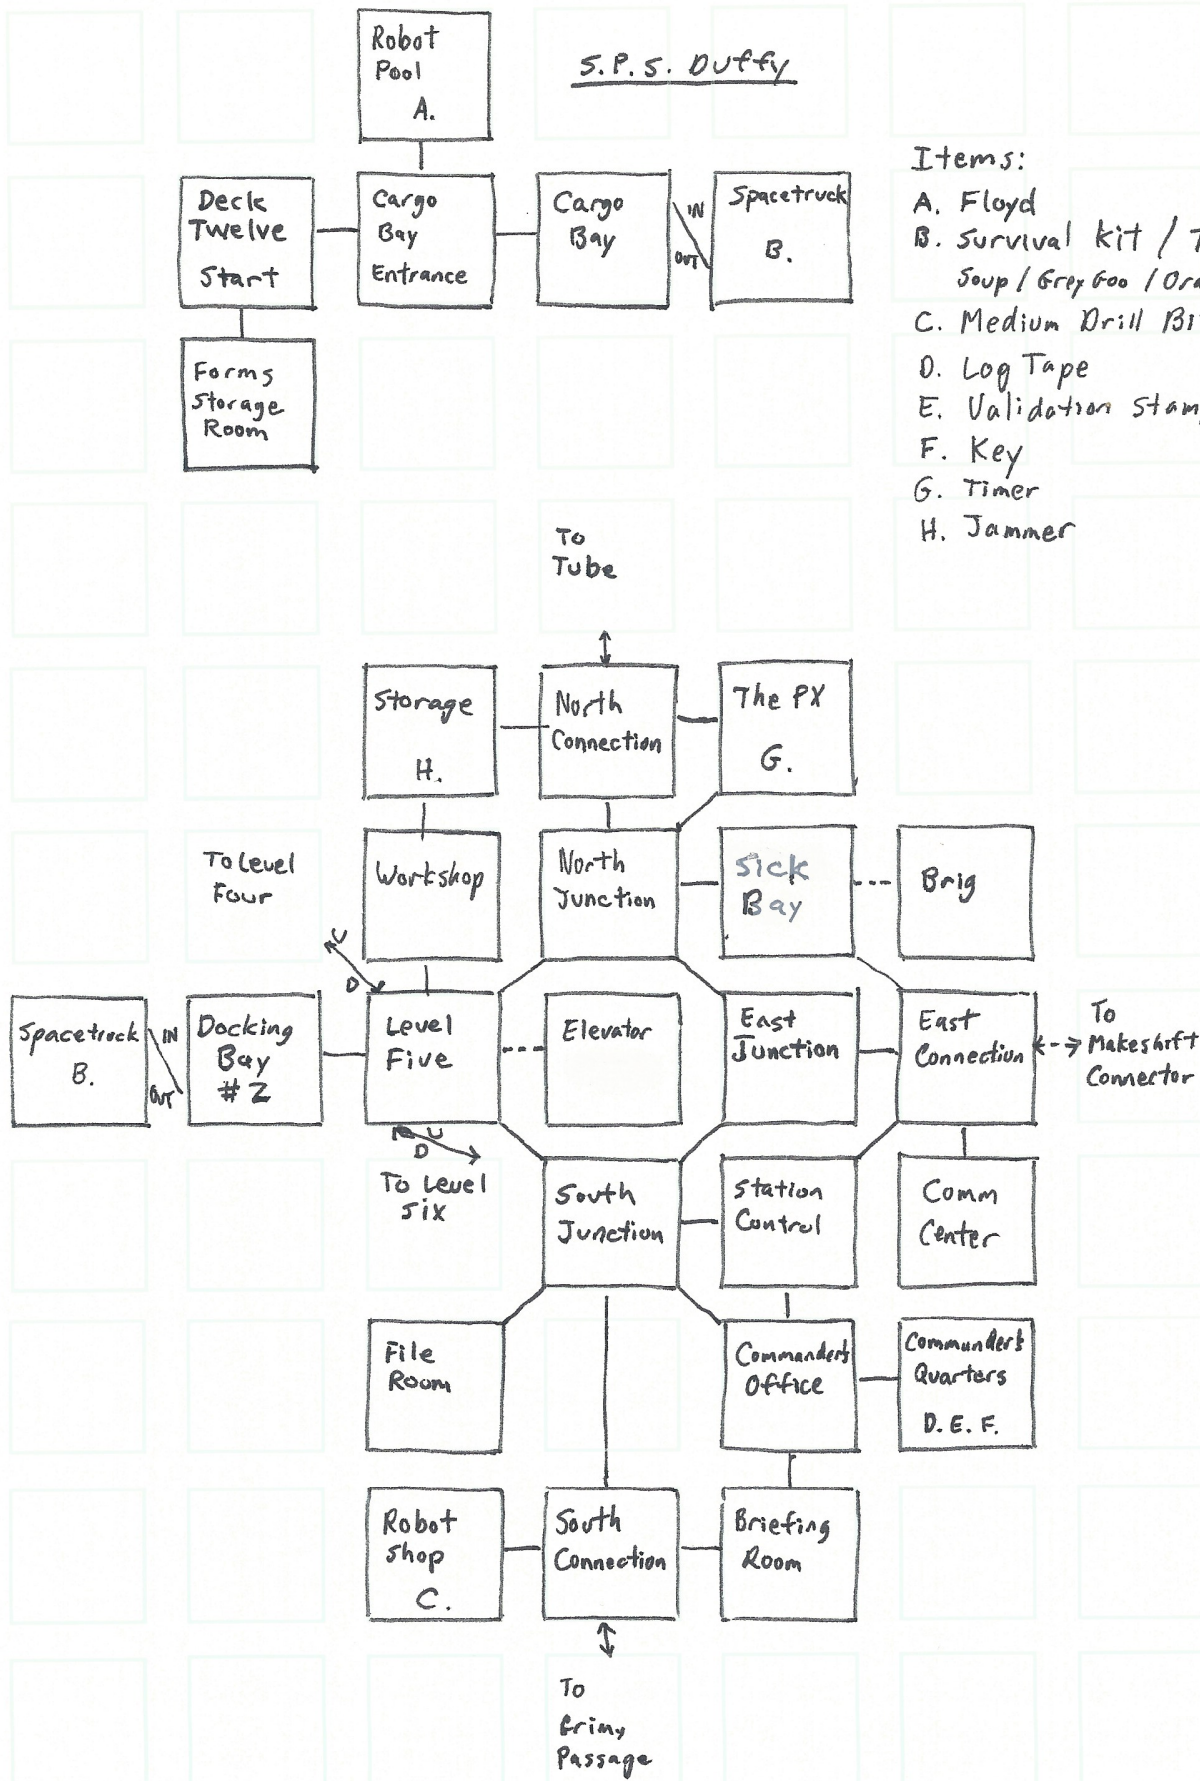 S.P.S. Duffy
Robot
Pool
A.
Deck
Twelve
Start
Cargo
Bay
Entrance
Cargo
Bay
IN
OUT
Spacetruck
B.
Forms
Storage
Room
Items:
A. Floyd
B. Survival Kit /
Soup / Grey Goo /
C. Medium Drill
D. Log Tape
E. Validation
F. Key
G. Timer
H. Jammer
To
Tube
Storage
H.
North
Connection
The PX
G.
To Level
Four
Workshop
North
Junction
Sick
Bay
Brig
U
D
Spacetruck
B.
IN
OUT
Docking
Bay
#2
Level
Five
Elevator
East
Junction
East
Connection
To
Makeshift
Connector
U
D
To Level
Six
South
Junction
Station
Control
Comm
Center
File
Room
Commander's
Office
Commander's
Quarters
D. E. F.
Robot
Shop
C.
South
Connection
Briefing
Room
To
Grimy
Passage